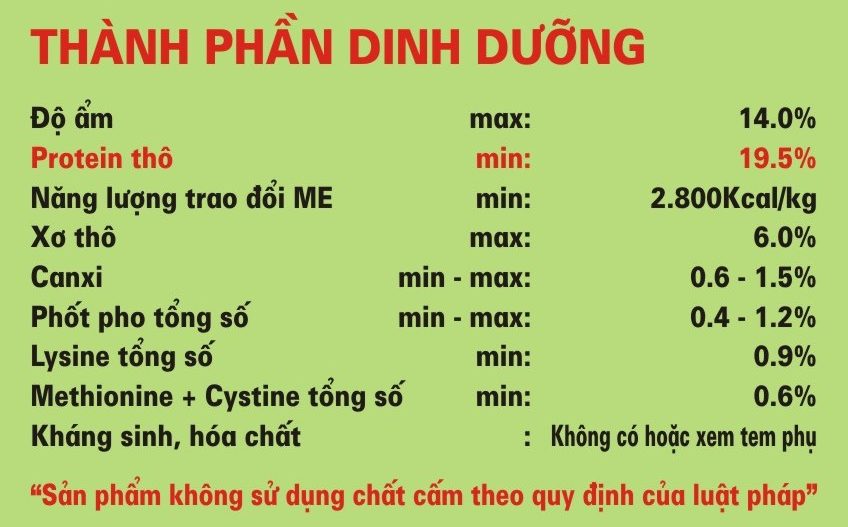 THÀNH PHẦN DINH DƯỠNG
Độ ẩm max: 14.0%
Protein thô min: 19.5%
Năng lượng trao đổi ME min: 2.800Kcal/kg
Xơ thô max: 6.0%
Canxi min - max: 0.6 - 1.5%
Phốt pho tổng số min - max: 0.4 - 1.2%
Lysine tổng số min: 0.9%
Methionine + Cystine tổng số min: 0.6%
Kháng sinh, hóa chất : Không có hoặc xem tem phụ
“Sản phẩm không sử dụng chất cấm theo quy định của luật pháp”